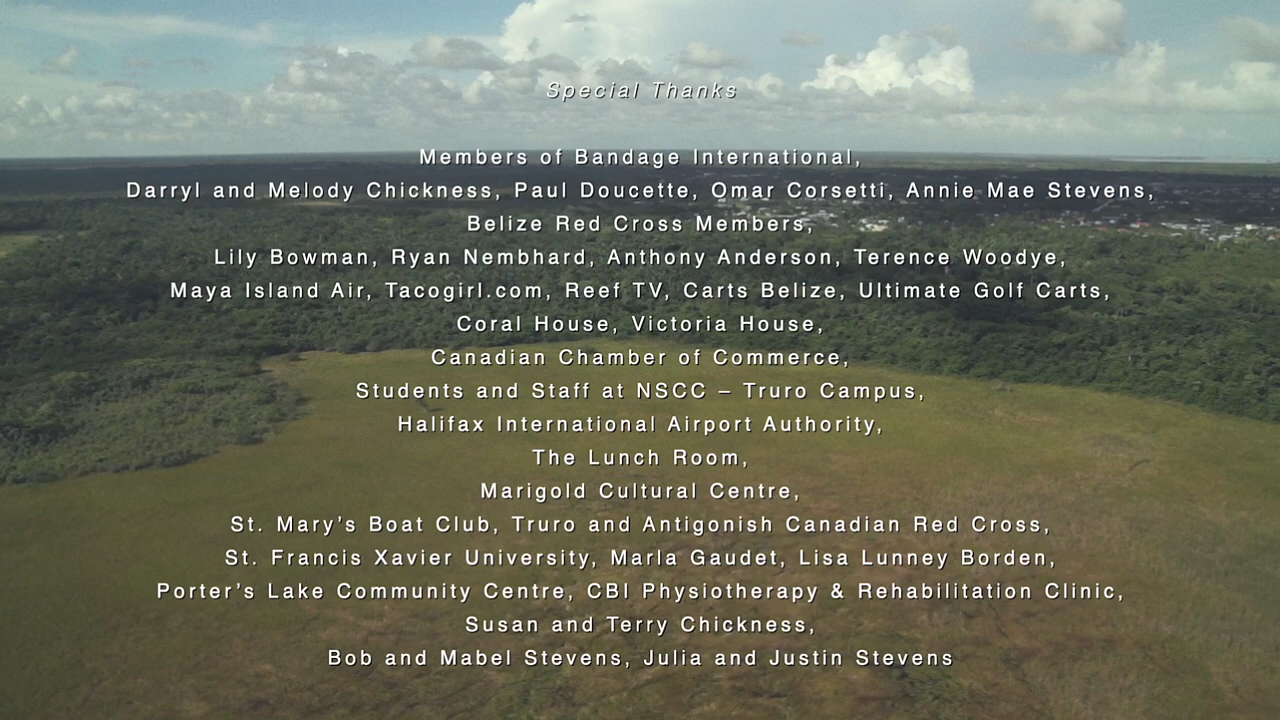 Special Thanks
Members of Bandage International,
Darryl and Melody Chickness, Paul Doucette, Omar Corsetti, Annie Mae Stevens,
Belize Red Cross Members,
Lily Bowman, Ryan Nembhard, Anthony Anderson, Terence Woodye,
Maya Island Air, Tacogirl.com, Reef TV, Carts Belize, Ultimate Golf Carts,
Coral House, Victoria House,
Canadian Chamber of Commerce,
Students and Staff at NSCC – Truro Campus,
Halifax International Airport Authority,
The Lunch Room,
Marigold Cultural Centre,
St. Mary’s Boat Club, Truro and Antigonish Canadian Red Cross,
St. Francis Xavier University, Marla Gaudet, Lisa Lunney Borden,
Porter’s Lake Community Centre, CBI Physiotherapy & Rehabilitation Clinic,
Susan and Terry Chickness,
Bob and Mabel Stevens, Julia and Justin Stevens